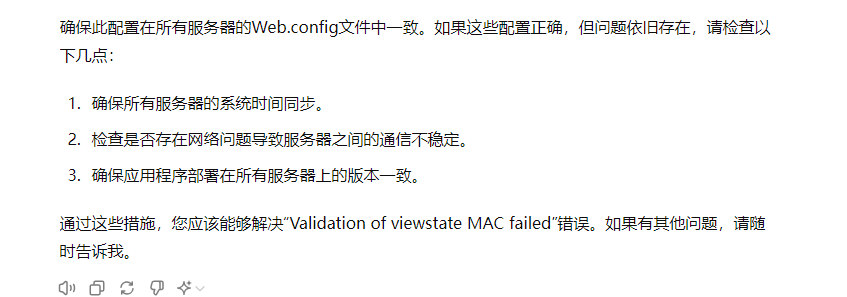 确保此配置在所有服务器的Web.config文件中一致。如果这些配置正确，但问题依旧存在，请检查以
下几点：
1. 确保所有服务器的系统时间同步。
2. 检查是否存在网络问题导致服务器之间的通信不稳定。
3. 确保应用程序部署在所有服务器上的版本一致。
通过这些措施，您应该能够解决“Validation of viewstate MAC failed”错误。如果有其他问题，请随
时告诉我。